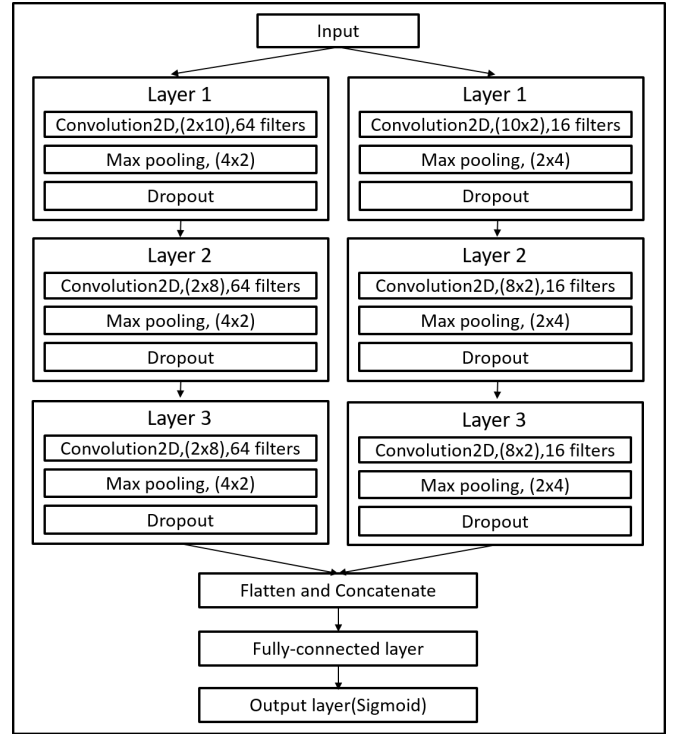 Input
Layer 1
Convolution2D,(2x10),64 filters
Max pooling, (4x2)
Dropout
Layer 2
Convolution2D,(2x8),64 filters
Max pooling, (4x2)
Dropout
Layer 3
Convolution2D,(2x8),64 filters
Max pooling, (4x2)
Dropout
Layer 1
Convolution2D,(10x2),16 filters
Max pooling, (2x4)
Dropout
Layer 2
Convolution2D,(8x2),16 filters
Max pooling, (2x4)
Dropout
Layer 3
Convolution2D,(8x2),16 filters
Max pooling, (2x4)
Dropout
Flatten and Concatenate
Fully-connected layer
Output layer(Sigmoid)